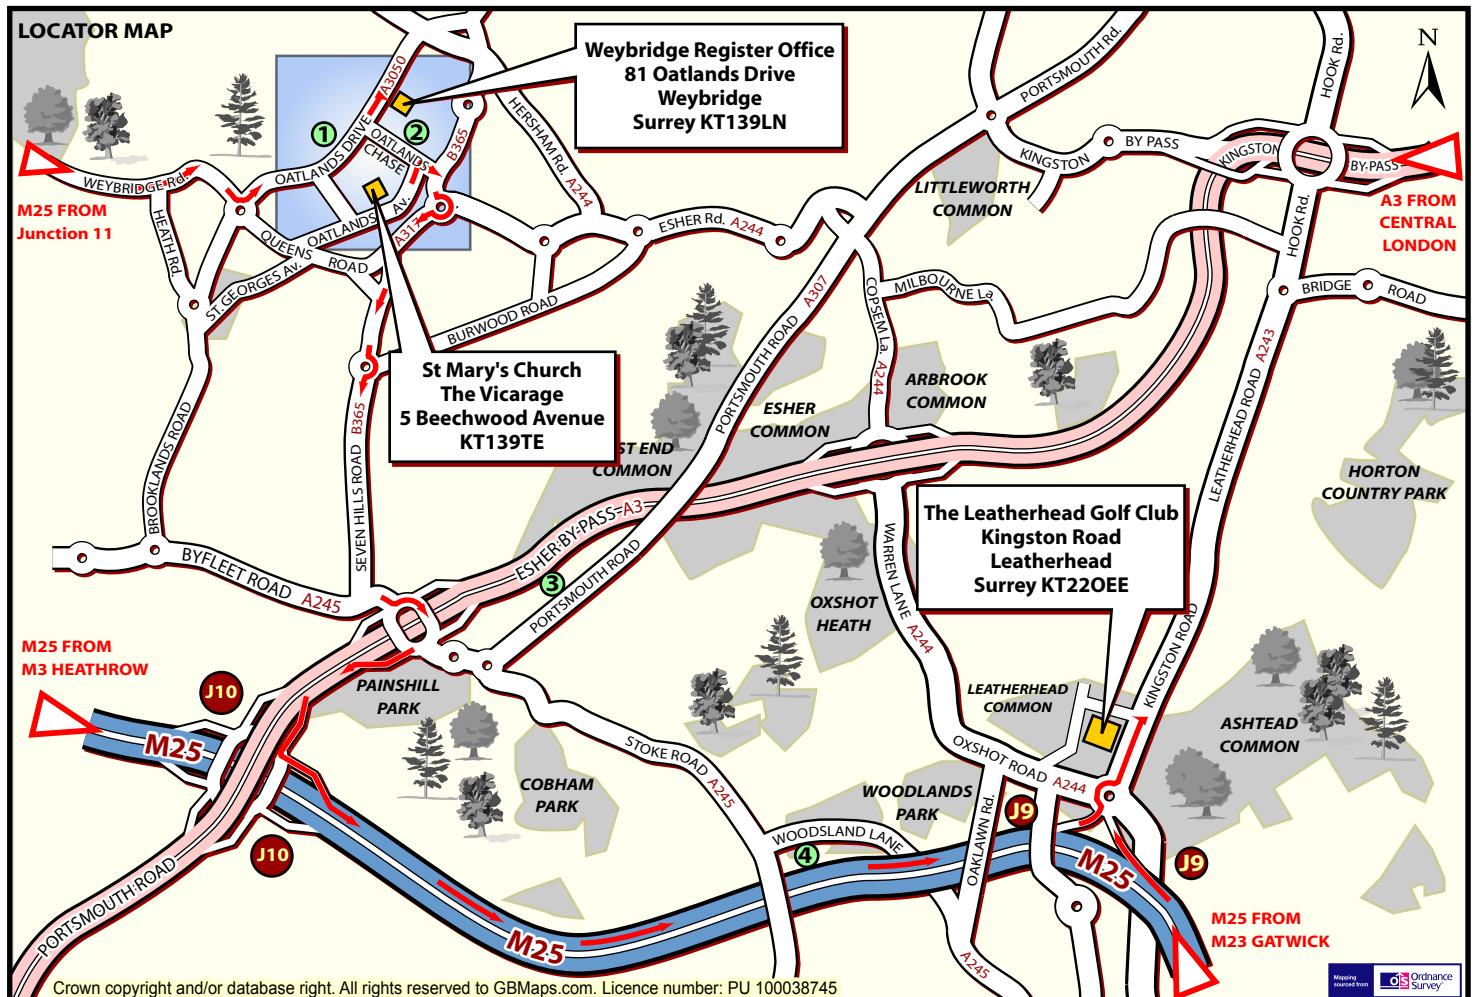 LOCATOR MAP
Weybridge Register Office
81 Oatlands Drive
Weybridge
Surrey KT139LN
N
HOOK Rd.
PORTSMOUTH Rd.
A3050
HERSHAM Rd. A244
1
2
OATLANDS DRIVE
OATLANDS
CHASE
B365
KINGSTON
BY PASS
KINGSTON
BY-PASS
WEYBRIDGE Rd.
M25 FROM
Junction 11
A3 FROM
CENTRAL
LONDON
LITTLEWORTH
COMMON
HEATH Rd.
OATLANDS Av.
A317
QUEENS ROAD
ST.GEORGES Av.
ESHER Rd. A244
HOOK Rd.
BRIDGE ROAD
COPSEM La. A244
MILBOURNE La.
BURWOOD ROAD
PORTSMOUTH ROAD A307
LEATHERHEAD ROAD A243
St Mary's Church
The Vicarage
5 Beechwood Avenue
KT139TE
ARBROOK
COMMON
ESHER
COMMON
ST END
COMMON
BROOKLANDS ROAD
SEVEN HILLS ROAD B365
HORTON
COUNTRY PARK
The Leatherhead Golf Club
Kingston Road
Leatherhead
Surrey KT22OEE
ESHER BY-PASS A3
WARREN LANE A244
BYFLEET ROAD A245
3
PORTSMOUTH ROAD
OXSHOT
HEATH
M25 FROM
M3 HEATHROW
J10
PAINSHILL
PARK
LEATHERHEAD
COMMON
KINGSTON ROAD
ASHTEAD
COMMON
M25
STOKE ROAD A245
OXSHOT ROAD A244
COBHAM
PARK
WOODLANDS
PARK
J9
WOODSLAND LANE
4
OAKLAWN Rd.
J10
M25
J9
PORTSMOUTH ROAD
M25
A245
M25 FROM
M23 GATWICK
Crown copyright and/or database right. All rights reserved to GBMaps.com. Licence number: PU 100038745
Mapping
sourced from
OS Ordnance
Survey